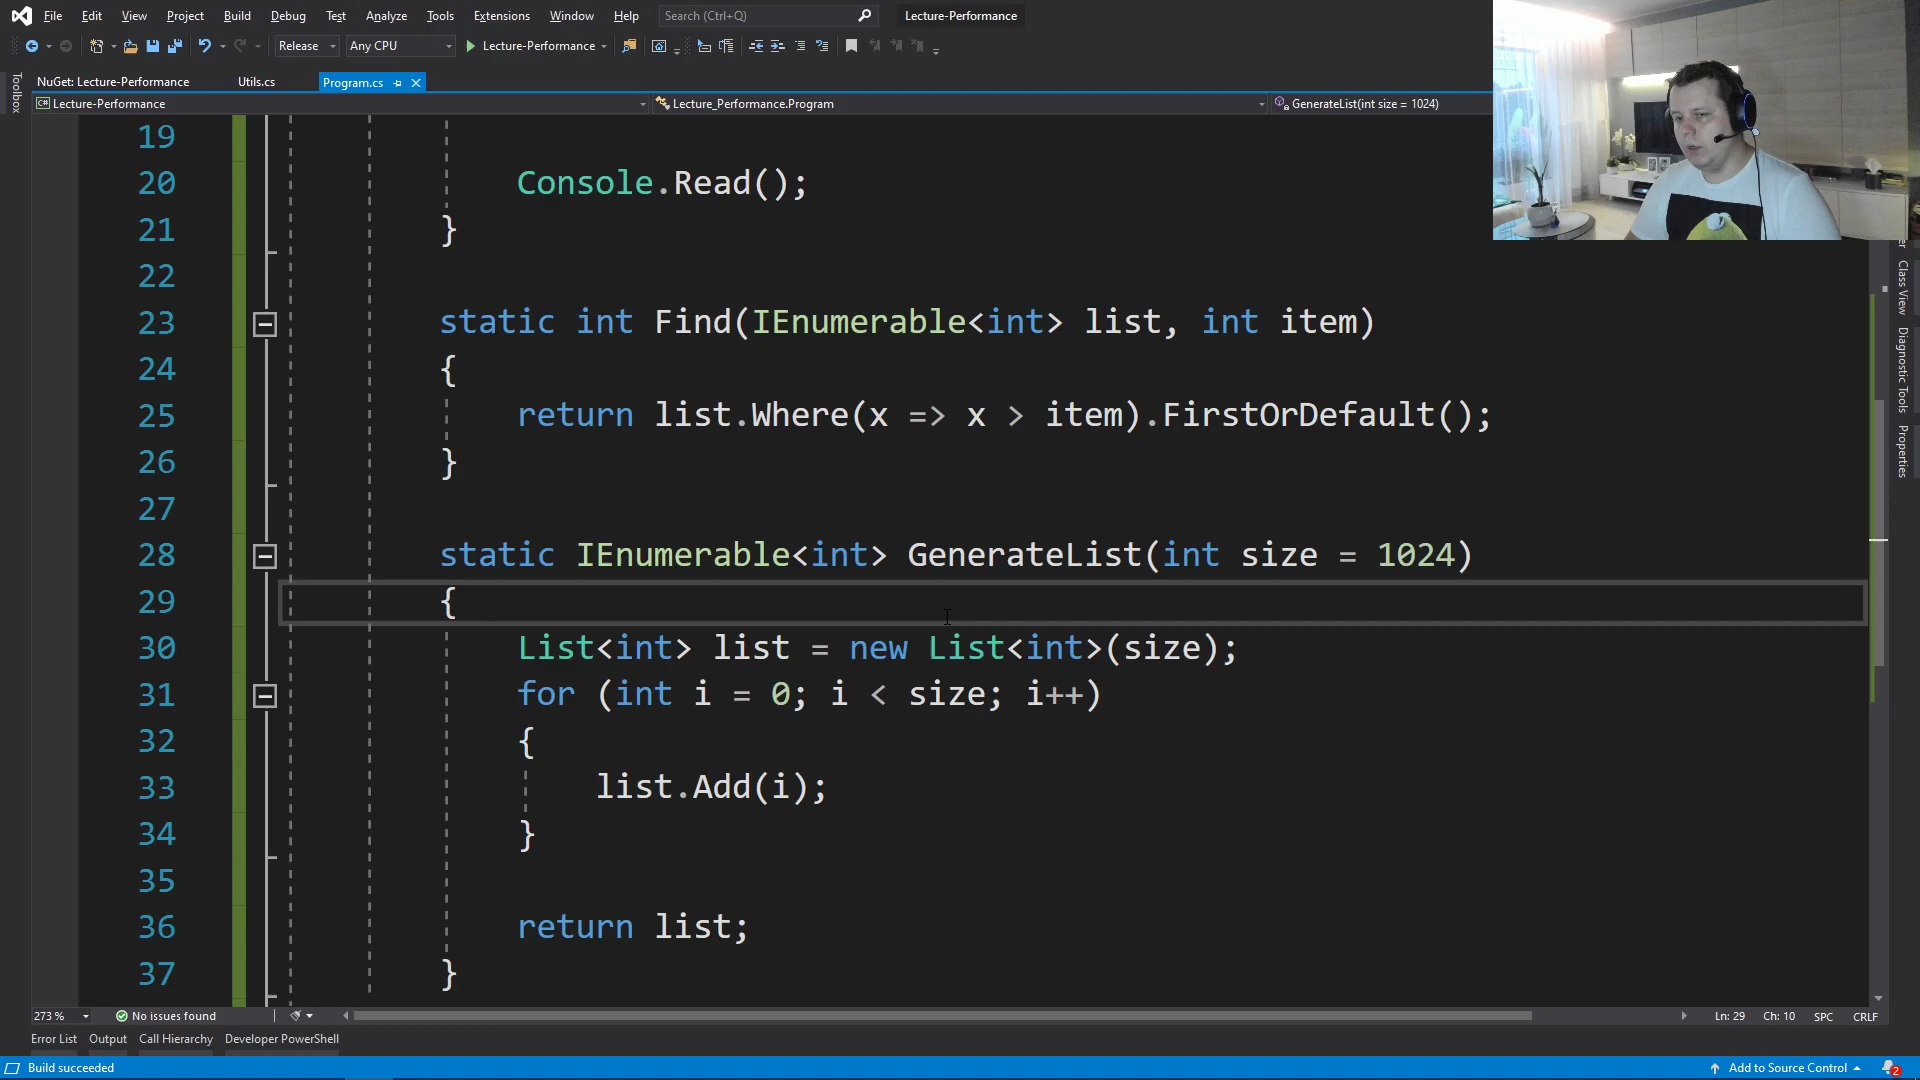 File Edit View Project Build Debug Test Analyze Tools Extensions Window Help Search (Ctrl+Q) Lecture-Performance
Release Any CPU Lecture-Performance
NuGet: Lecture-Performance Utils.cs Program.cs
Lecture-Performance Lecture_Performance.Program GenerateList(int size = 1024)
Toolbox
19
20 Console.Read();
21 }
22
23 static int Find(IEnumerable<int> list, int item)
24 {
25 return list.Where(x => x > item).FirstOrDefault();
26 }
27
28 static IEnumerable<int> GenerateList(int size = 1024)
29 {
30 List<int> list = new List<int>(size);
31 for (int i = 0; i < size; i++)
32 {
33 list.Add(i);
34 }
35
36 return list;
37 }
Class View
Diagnostic Tools
Properties
273 % No issues found Ln: 29 Ch: 10 SPC CRLF
Error List Output Call Hierarchy Developer PowerShell
Build succeeded Add to Source Control 2